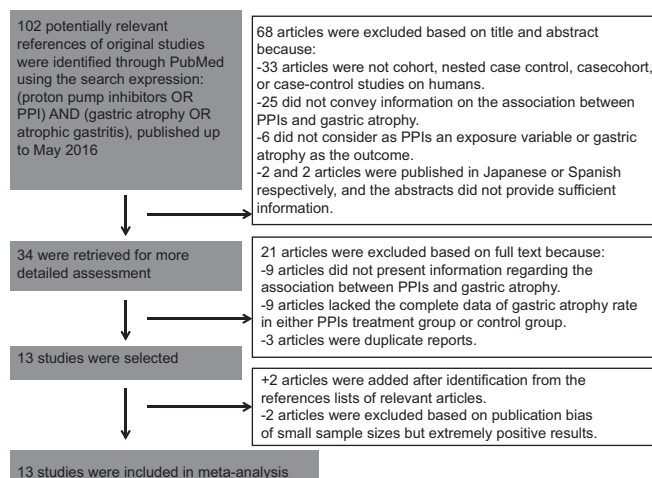 102 potentially relevant
references of original studies
were identified through PubMed
using the search expression:
(proton pump inhibitors OR
PPI) AND (gastric atrophy OR
atrophic gastritis), published up
to May 2016
68 articles were excluded based on title and abstract
because:
-33 articles were not cohort, nested case control, casecohort,
or case-control studies on humans.
-25 did not convey information on the association between
PPIs and gastric atrophy.
-6 did not consider as PPIs an exposure variable or gastric
atrophy as the outcome.
-2 and 2 articles were published in Japanese or Spanish
respectively, and the abstracts did not provide sufficient
information.
34 were retrieved for more
detailed assessment
21 articles were excluded based on full text because:
-9 articles did not present information regarding the
association between PPIs and gastric atrophy.
-9 articles lacked the complete data of gastric atrophy rate
in either PPIs treatment group or control group.
-3 articles were duplicate reports.
13 studies were selected
+2 articles were added after identification from the
references lists of relevant articles.
-2 articles were excluded based on publication bias
of small sample sizes but extremely positive results.
13 studies were included in meta-analysis